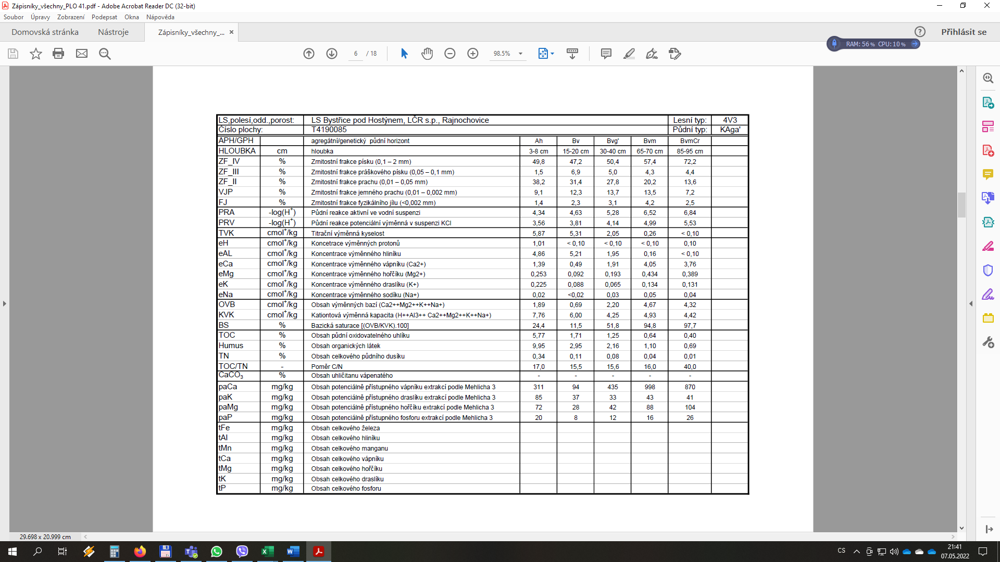 Zápisníky_všechny_PLO 41.pdf - Adobe Acrobat Reader DC (32-bit)
Soubor Úpravy Zobrazení Podepsat Okna Nápověda
Domovská stránka Nástroje Zápisníky_všechny_... × ? Přihlásit se
RAM: 56 % CPU: 10 %
6 / 18 98.5%
LS,polesí,odd.,porost: LS Bystřice pod Hostýnem, LČR s.p., Rajnochovice Lesní typ: 4V3
Číslo plochy: T4190085 Půdní typ: KAga'
APH/GPH agregátní/genetický půdní horizont Ah Bv Bvg' Bvm BvmCr
HLOUBKA cm hloubka 3-8 cm 15-20 cm 30-40 cm 65-70 cm 85-95 cm
ZF_IV % Zrnitostní frakce písku (0,1 – 2 mm) 49,8 47,2 50,4 57,4 72,2
ZF_III % Zrnitostní frakce práškového písku (0,05 – 0,1 mm) 1,5 6,9 5,0 4,3 4,4
ZF_II % Zrnitostní frakce prachu (0,01 – 0,05 mm) 38,2 31,4 27,8 20,2 13,6
VJP % Zrnitostní frakce jemného prachu (0,01 – 0,002 mm) 9,1 12,3 13,7 13,5 7,2
FJ % Zrnitostní frakce fyzikálního jílu (<0,002 mm) 1,4 2,3 3,1 4,2 2,5
PRA -log(H+) Půdní reakce aktivní ve vodní suspenzi 4,34 4,63 5,28 6,52 6,84
PRV -log(H+) Půdní reakce potenciální výměnná v suspenzi KCl 3,56 3,81 4,14 4,99 5,53
TVK cmol+/kg Titrační výměnná kyselost 5,87 5,31 2,05 0,26 < 0,10
eH cmol+/kg Koncetrace výměnných protonů 1,01 < 0,10 < 0,10 < 0,10 0,10
eAL cmol+/kg Koncentrace výměnného hliníku 4,86 5,21 1,95 0,16 < 0,10
eCa cmol+/kg Koncentrace výměnného vápníku (Ca2+) 1,39 0,49 1,91 4,05 3,76
eMg cmol+/kg Koncentrace výměnného hořčíku (Mg2+) 0,253 0,092 0,193 0,434 0,389
eK cmol+/kg Koncentrace výměnného draslíku (K+) 0,225 0,088 0,065 0,134 0,131
eNa cmol+/kg Koncentrace výměnného sodíku (Na+) 0,02 <0,02 0,03 0,05 0,04
OVB cmol+/kg Obsah výměnných bazí (Ca2++Mg2++K++Na+) 1,89 0,69 2,20 4,67 4,32
KVK cmol+/kg Kationtová výměnná kapacita (H++Al3++ Ca2++Mg2++K++Na+) 7,76 6,00 4,25 4,93 4,42
BS % Bazická saturace [(OVB/KVK).100] 24,4 11,5 51,8 94,8 97,7
TOC % Obsah půdní oxidovatelného uhlíku 5,77 1,71 1,25 0,64 0,40
Humus % Obsah organických látek 9,95 2,95 2,16 1,10 0,69
TN % Obsah celkového půdního dusíku 0,34 0,11 0,08 0,04 0,01
TOC/TN - Poměr C/N 17,0 15,5 15,6 16,0 40,0
CaCO3 % Obsah uhličitanu vápenatého - - - - -
paCa mg/kg Obsah potenciálně přístupného vápníku extrakcí podle Mehlicha 3 311 94 435 998 870
paK mg/kg Obsah potenciálně přístupného draslíku extrakcí podle Mehlicha 3 85 37 33 43 41
paMg mg/kg Obsah potenciálně přístupného hořčíku extrakcí podle Mehlicha 3 72 28 42 88 104
paP mg/kg Obsah potenciálně přístupného fosforu extrakcí podle Mehlicha 3 20 8 12 16 26
tFe mg/kg Obsah celkového železa
tAl mg/kg Obsah celkového hliníku
tMn mg/kg Obsah celkového manganu
tCa mg/kg Obsah celkového vápníku
tMg mg/kg Obsah celkového hořčíku
tK mg/kg Obsah celkového draslíku
tP mg/kg Obsah celkového fosforu
29.698 x 20.999 cm
CS 21:41
07.05.2022